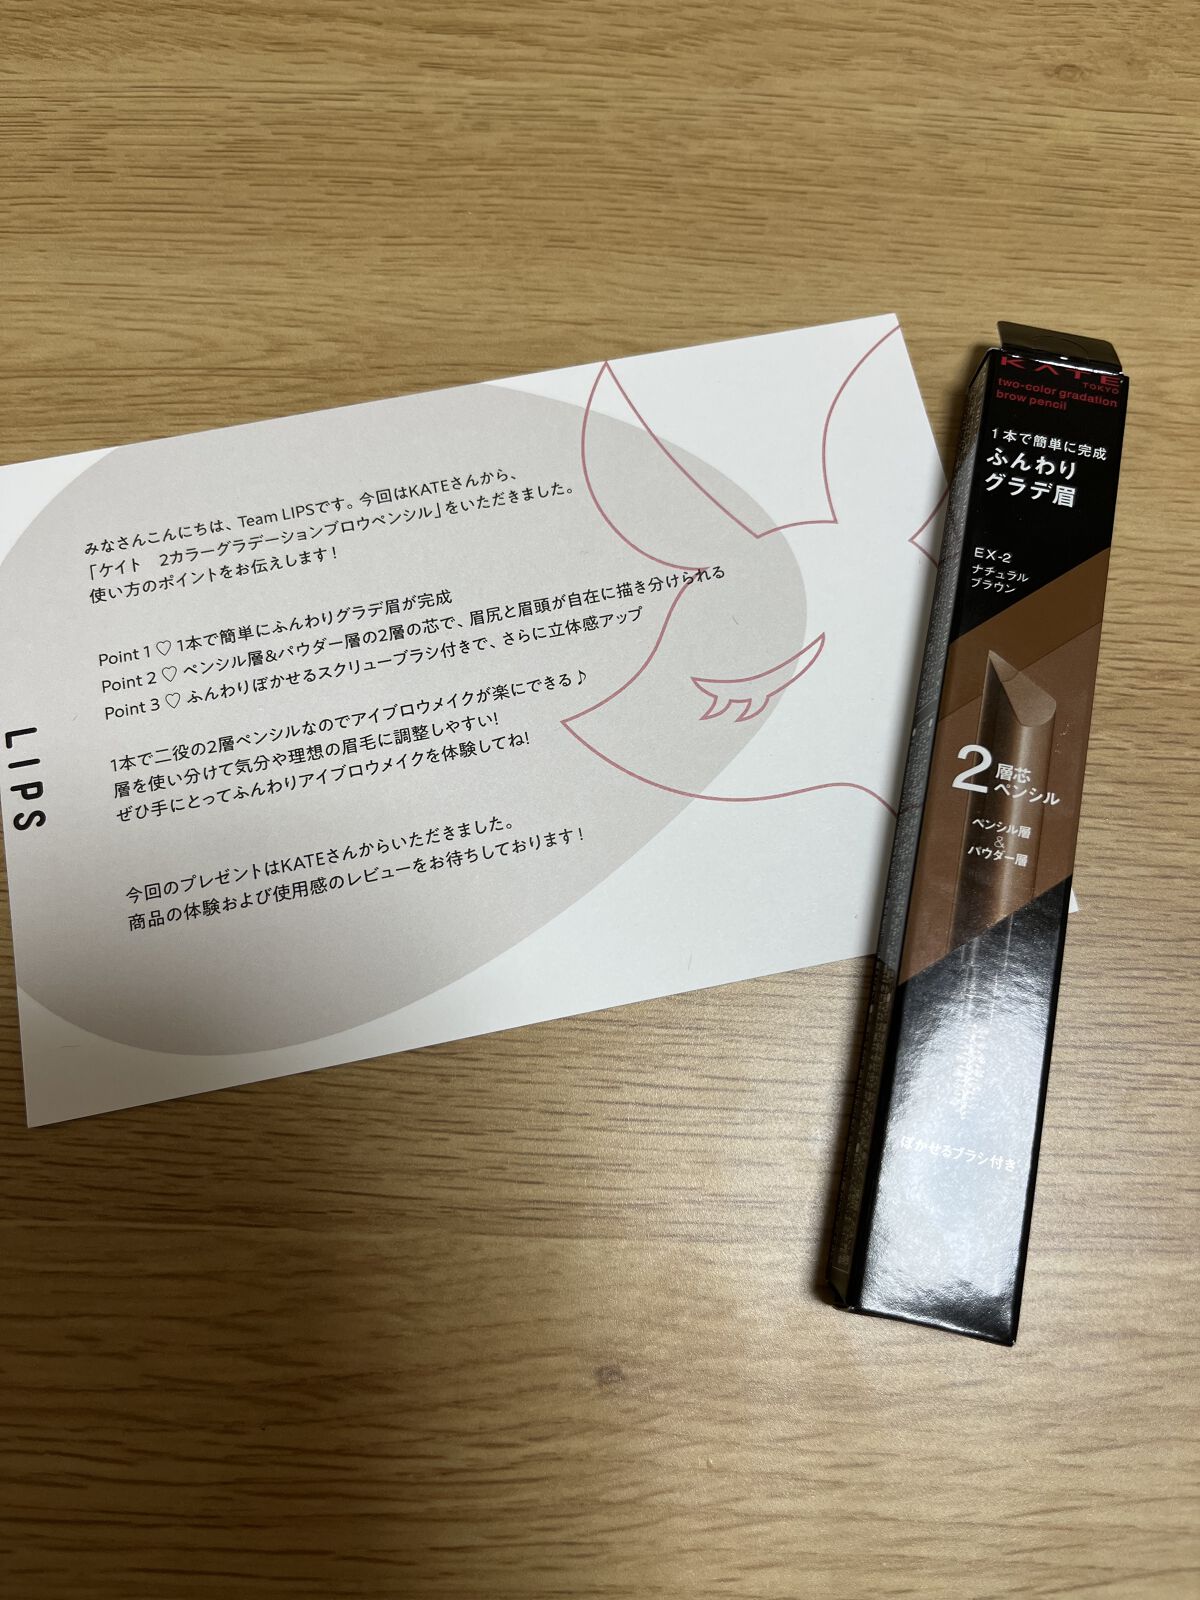 みなさんこんにちは、Team LIPSです。今回はKATEさんから、
「ケイト　2カラーグラデーションブロウペンシル」をいただきました。
使い方のポイントをお伝えします！
Point 1 ♡ 1本で簡単にふんわりグラデ眉が完成
Point 2 ♡ ペンシル層&パウダー層の2層の芯で、眉尻と眉頭が自在に描き分けられる
Point 3 ♡ ふんわりぼかせるスクリューブラシ付きで、さらに立体感アップ
1本で二役の2層ペンシルなのでアイブロウメイクが楽にできる♪
層を使い分けて気分や理想の眉毛に調整しやすい!
ぜひ手にとってふんわりアイブロウメイクを体験してね!
今回のプレゼントはKATEさんからいただきました。
商品の体験および使用感のレビューをお待ちしております！
LIPS
KATE
TOKYO
two-color gradation
brow pencil
1本で簡単に完成
ふんわり
グラデ眉
EX-2
ナチュラル
ブラウン
2層芯
ペンシル
ペンシル層
&
パウダー層
ぼかせるブラシ付き